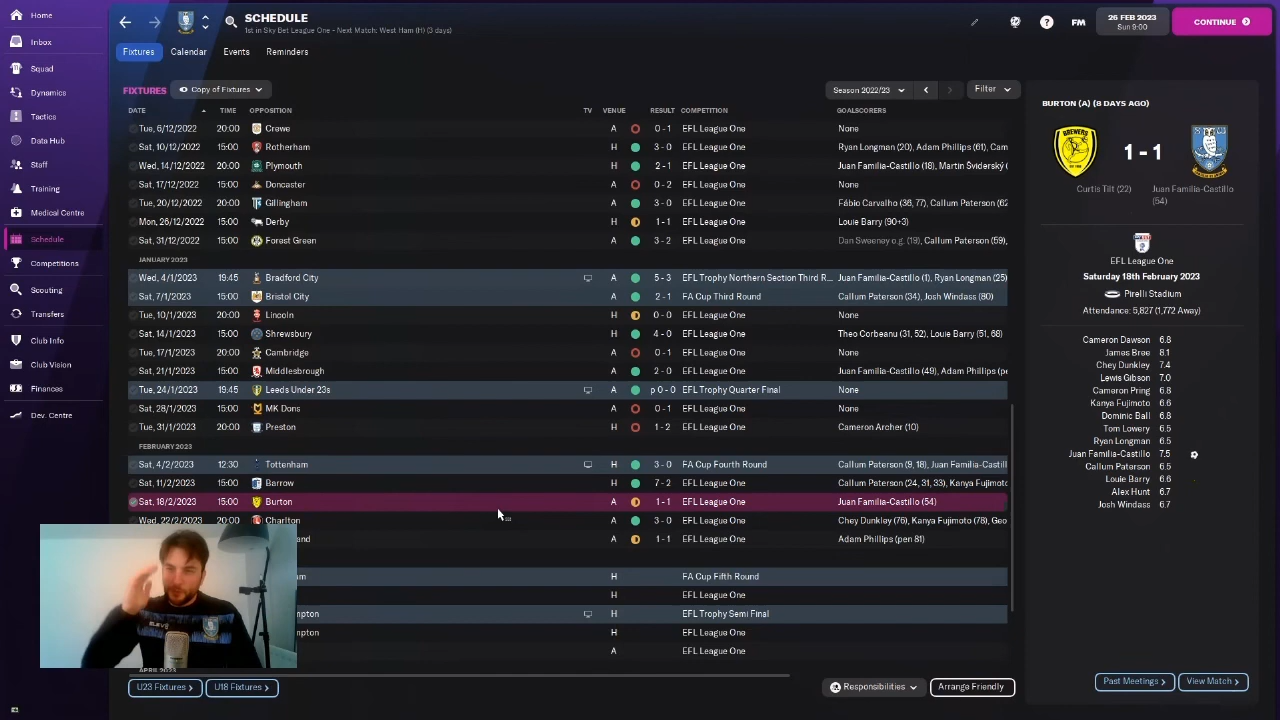 Home
Inbox
Squad
Dynamics
Tactics
Data Hub
Staff
Training
Medical Centre
Schedule
Competitions
Scouting
Transfers
Club Info
Club Vision
Finances
Dev. Centre
SCHEDULE
1st in Sky Bet League One - Next Match: West Ham (H) (3 days)
FM
26 FEB 2023
Sun 9:00
CONTINUE
Fixtures Calendar Events Reminders
FIXTURES Copy of Fixtures Season 2022/23 Filter
DATE TIME OPPOSITION TV VENUE RESULT COMPETITION GOALSCORERS
Tue, 6/12/2022 20:00 Crewe A 0 - 1 EFL League One None
Sat, 10/12/2022 15:00 Rotherham H 3 - 0 EFL League One Ryan Longman (20), Adam Phillips (61), Cam
Wed, 14/12/2022 20:00 Plymouth H 2 - 1 EFL League One Juan Familia-Castillo (18), Martin Šviderský (
Sat, 17/12/2022 15:00 Doncaster A 0 - 2 EFL League One None
Tue, 20/12/2022 20:00 Gillingham A 3 - 0 EFL League One Fábio Carvalho (36, 77), Callum Paterson (62
Mon, 26/12/2022 15:00 Derby H 1 - 1 EFL League One Louie Barry (90+3)
Sat, 31/12/2022 15:00 Forest Green A 3 - 2 EFL League One Dan Sweeney o.g. (19), Callum Paterson (59),
JANUARY 2023
Wed, 4/1/2023 19:45 Bradford City A 5 - 3 EFL Trophy Northern Section Third R... Juan Familia-Castillo (1), Ryan Longman (25)
Sat, 7/1/2023 15:00 Bristol City A 2 - 1 FA Cup Third Round Callum Paterson (34), Josh Windass (80)
Tue, 10/1/2023 20:00 Lincoln H 0 - 0 EFL League One None
Sat, 14/1/2023 15:00 Shrewsbury H 4 - 0 EFL League One Theo Corbeanu (31, 52), Louie Barry (51, 68)
Tue, 17/1/2023 20:00 Cambridge A 0 - 1 EFL League One None
Sat, 21/1/2023 15:00 Middlesbrough A 2 - 0 EFL League One Juan Familia-Castillo (49), Adam Phillips (pe
Tue, 24/1/2023 19:45 Leeds Under 23s A p 0 - 0 EFL Trophy Quarter Final None
Sat, 28/1/2023 15:00 MK Dons A 0 - 1 EFL League One None
Tue, 31/1/2023 20:00 Preston H 1 - 2 EFL League One Cameron Archer (10)
FEBRUARY 2023
Sat, 4/2/2023 12:30 Tottenham H 3 - 0 FA Cup Fourth Round Callum Paterson (9, 18), Juan Familia-Castill
Sat, 11/2/2023 15:00 Barrow H 7 - 2 EFL League One Callum Paterson (24, 31, 33), Kanya Fujimoto
Sat, 18/2/2023 15:00 Burton A 1 - 1 EFL League One Juan Familia-Castillo (54)
Wed, 22/2/2023 20:00 Charlton A 3 - 0 EFL League One Chey Dunkley (76), Kanya Fujimoto (78), Geo
and A 1 - 1 EFL League One Adam Phillips (pen 81)
am H FA Cup Fifth Round
H EFL League One
mpton H EFL Trophy Semi Final
mpton H EFL League One
A EFL League One
APRIL 2023
U23 Fixtures U18 Fixtures Responsibilities Arrange Friendly
BURTON (A) (8 DAYS AGO)
BREWERS
1 - 1
Curtis Tilt (22) Juan Familia-Castillo
(54)
EFL League One
Saturday 18th February 2023
Pirelli Stadium
Attendance: 5,827 (1,772 Away)
Cameron Dawson 6.8
James Bree 8.1
Chey Dunkley 7.4
Lewis Gibson 7.0
Cameron Pring 6.8
Kanya Fujimoto 6.6
Dominic Ball 6.8
Tom Lowery 6.5
Ryan Longman 6.5
Juan Familia-Castillo 7.5
Callum Paterson 6.5
Louie Barry 6.6
Alex Hunt 6.7
Josh Windass 6.7
Past Meetings View Match